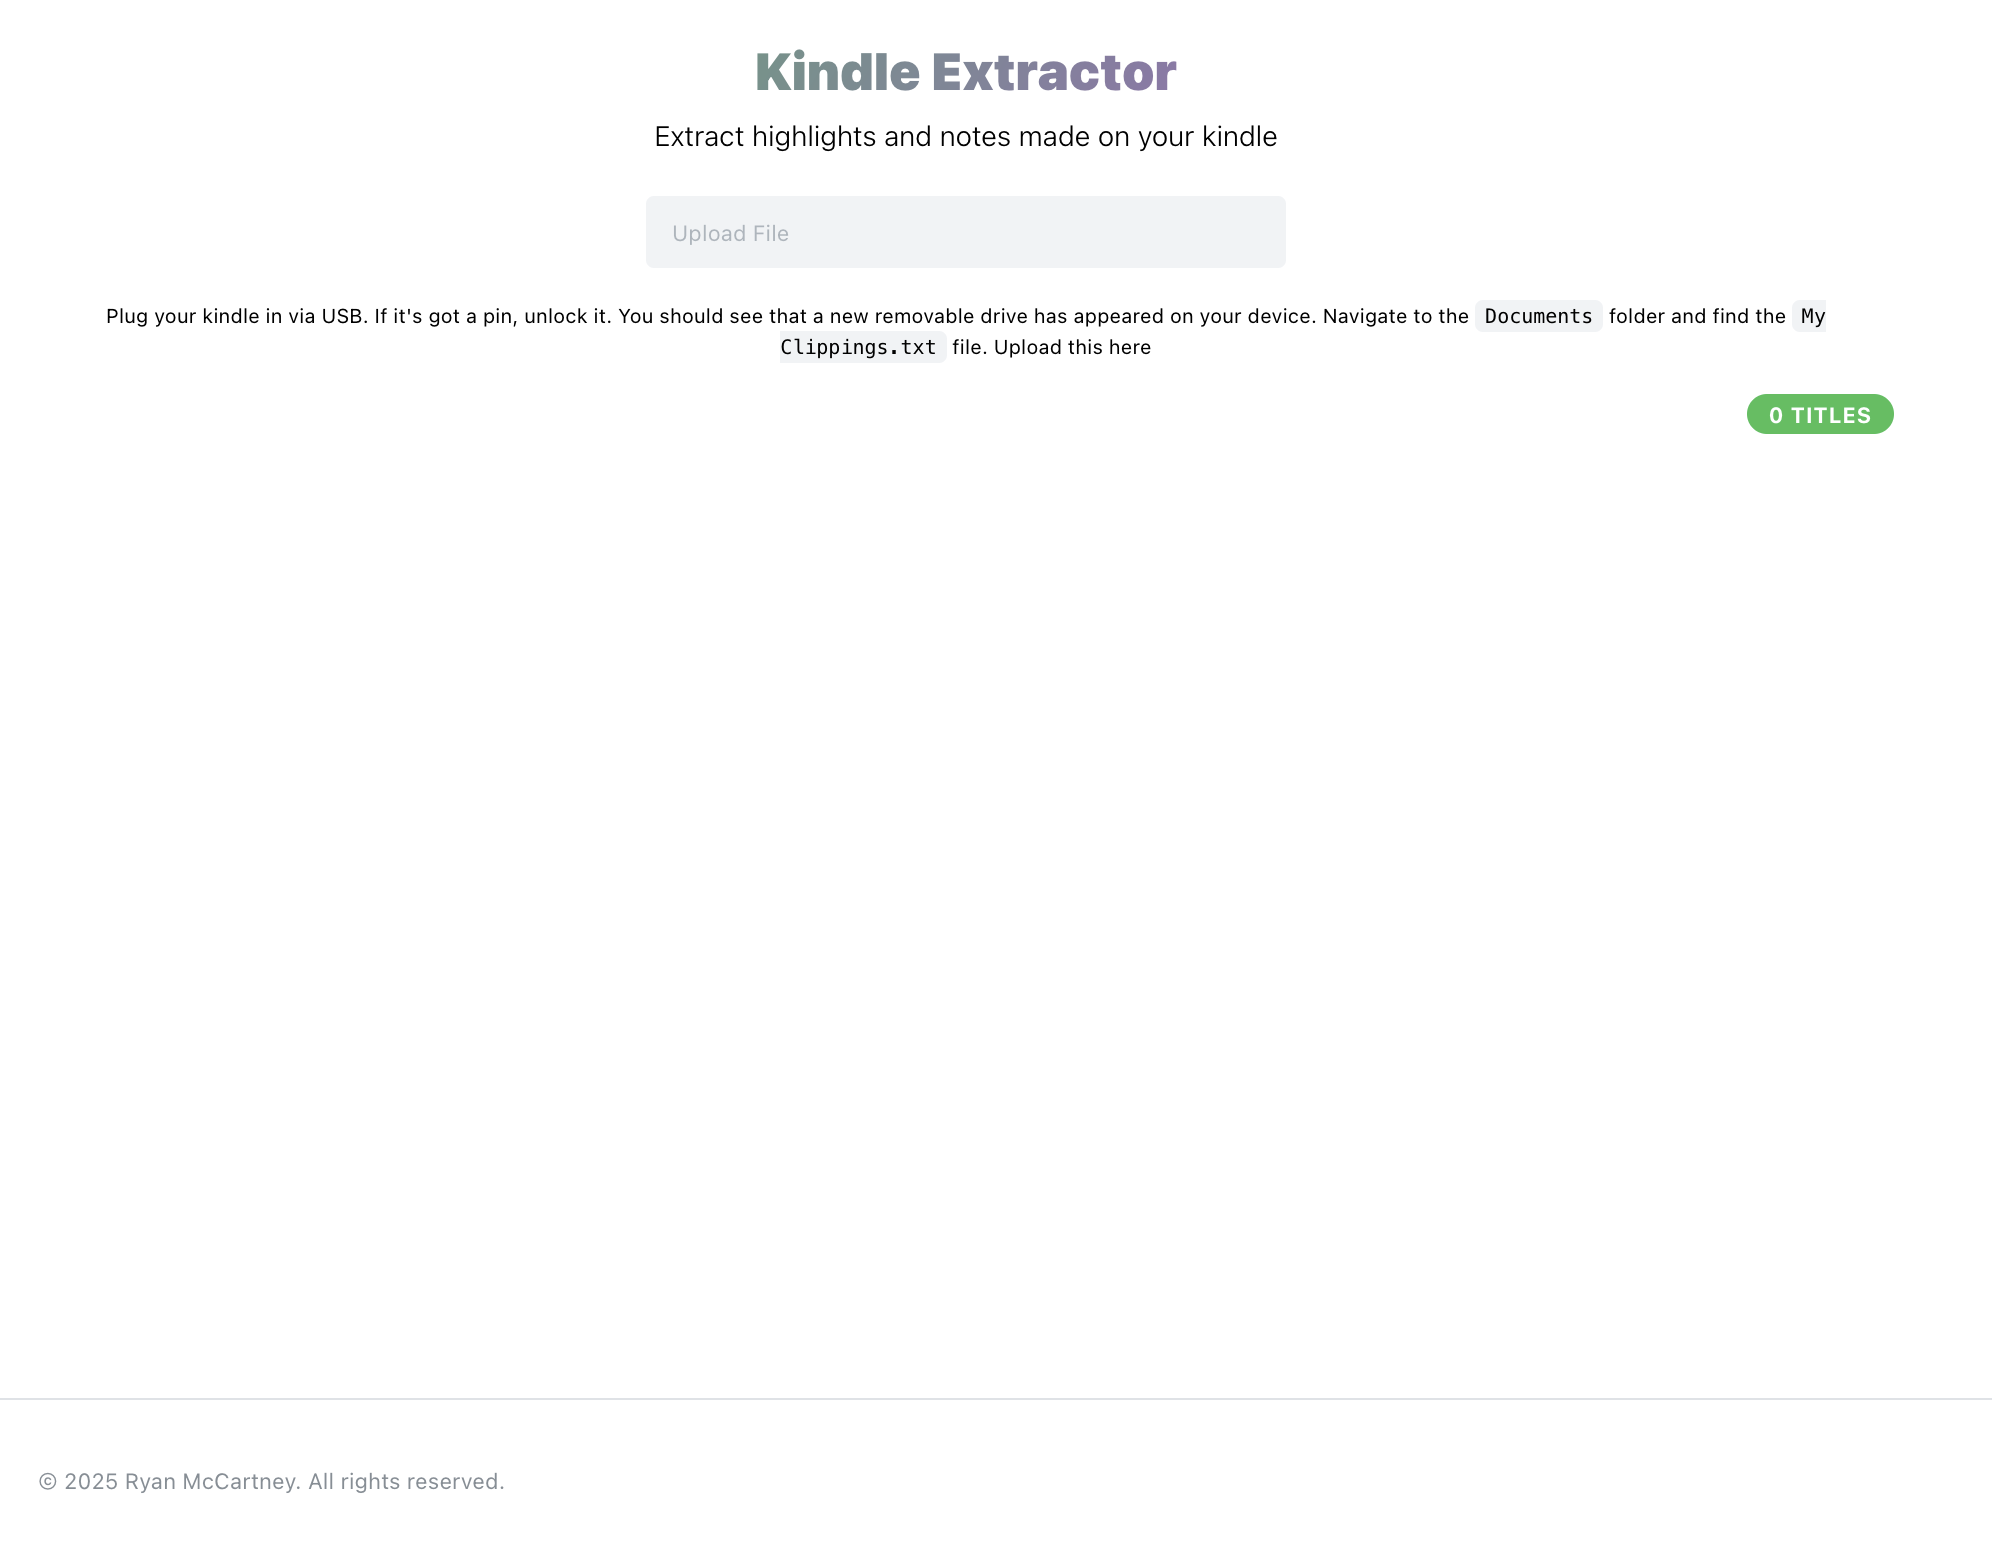 Kindle Extractor
Extract highlights and notes made on your kindle
Upload File
Plug your kindle in via USB. If it's got a pin, unlock it. You should see that a new removable drive has appeared on your device. Navigate to the Documents folder and find the My
Clippings.txt file. Upload this here
0 TITLES
© 2025 Ryan McCartney. All rights reserved.